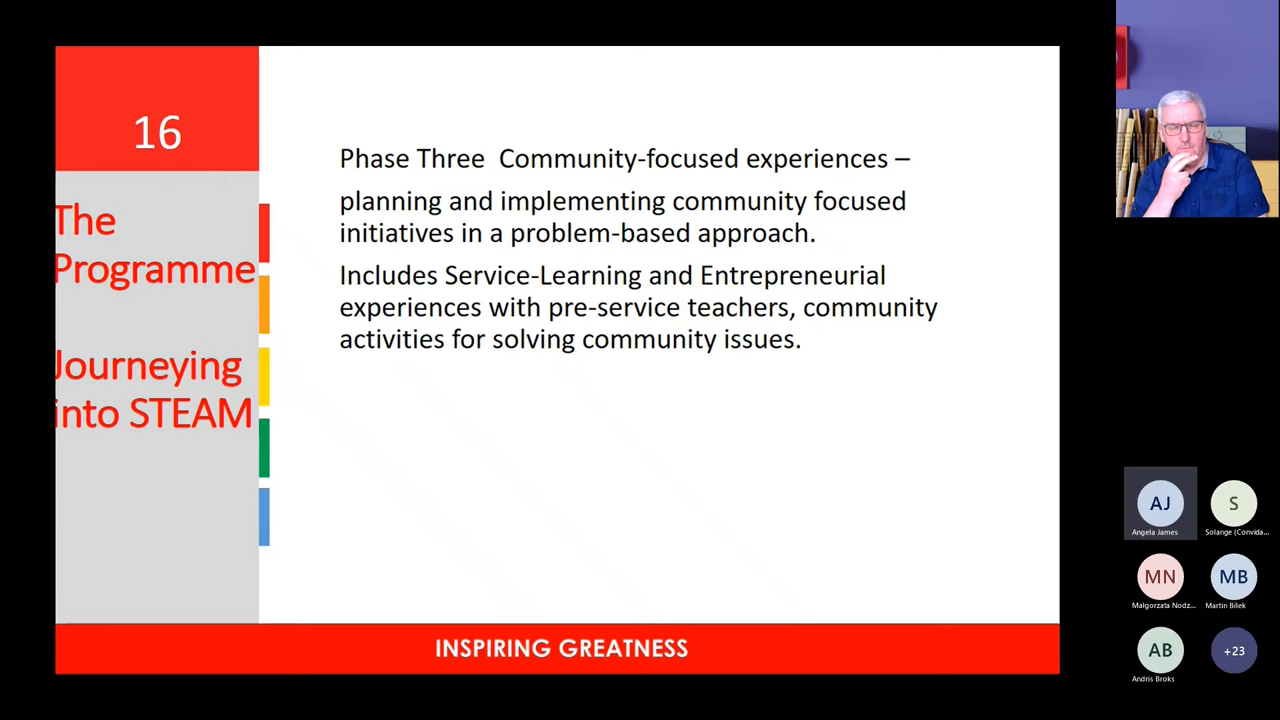 16
The
Programme
Journeying
into STEAM
Phase Three  Community-focused experiences –
planning and implementing community focused
initiatives in a problem-based approach.
Includes Service-Learning and Entrepreneurial
experiences with pre-service teachers, community
activities for solving community issues.
INSPIRING GREATNESS
AJ
Angela James
S
Solange (Convida...
MN
Malgorzata Nodz...
MB
Martin Bilek
AB
Andris Broks
+23